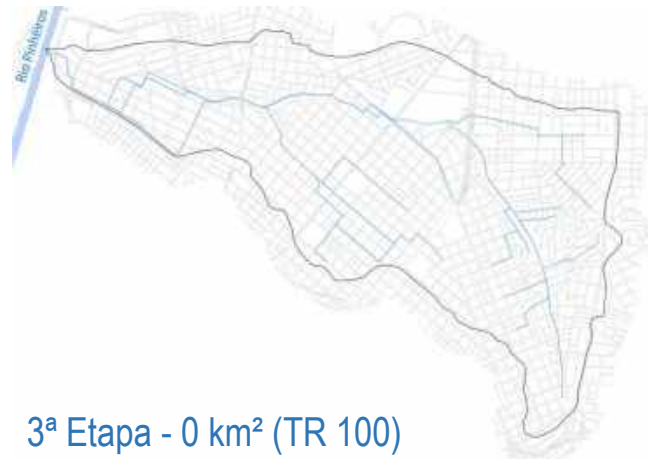 Rio Pinheiros
3ª Etapa - 0 km² (TR 100)